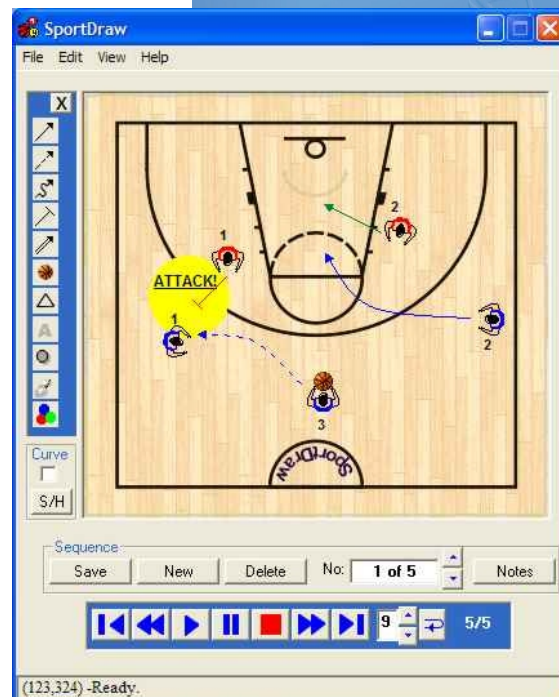 SportDraw
File Edit View Help
X
A
1
2
ATTACK!
1
2
3
SportDraw
Curve
S/H
Sequence
Save New Delete No: 1 of 5 Notes
9 5/5
(123,324) -Ready.